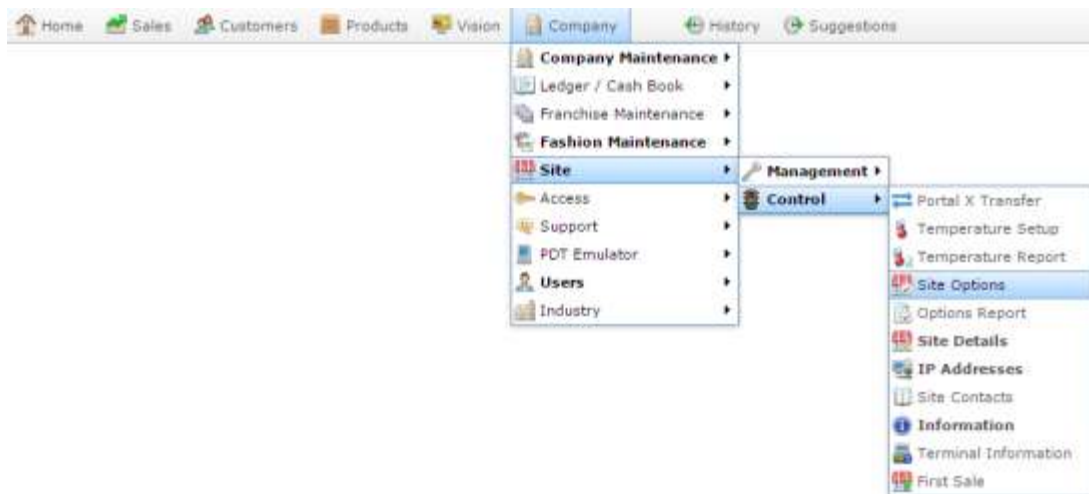 Home Sales Customers Products Vision Company History Suggestions
Company Maintenance
Ledger / Cash Book
Franchise Maintenance
Fashion Maintenance
Site
Access
Support
PDT Emulator
Users
Industry
Management
Control
Portal X Transfer
Temperature Setup
Temperature Report
Site Options
Options Report
Site Details
IP Addresses
Site Contacts
Information
Terminal Information
First Sale